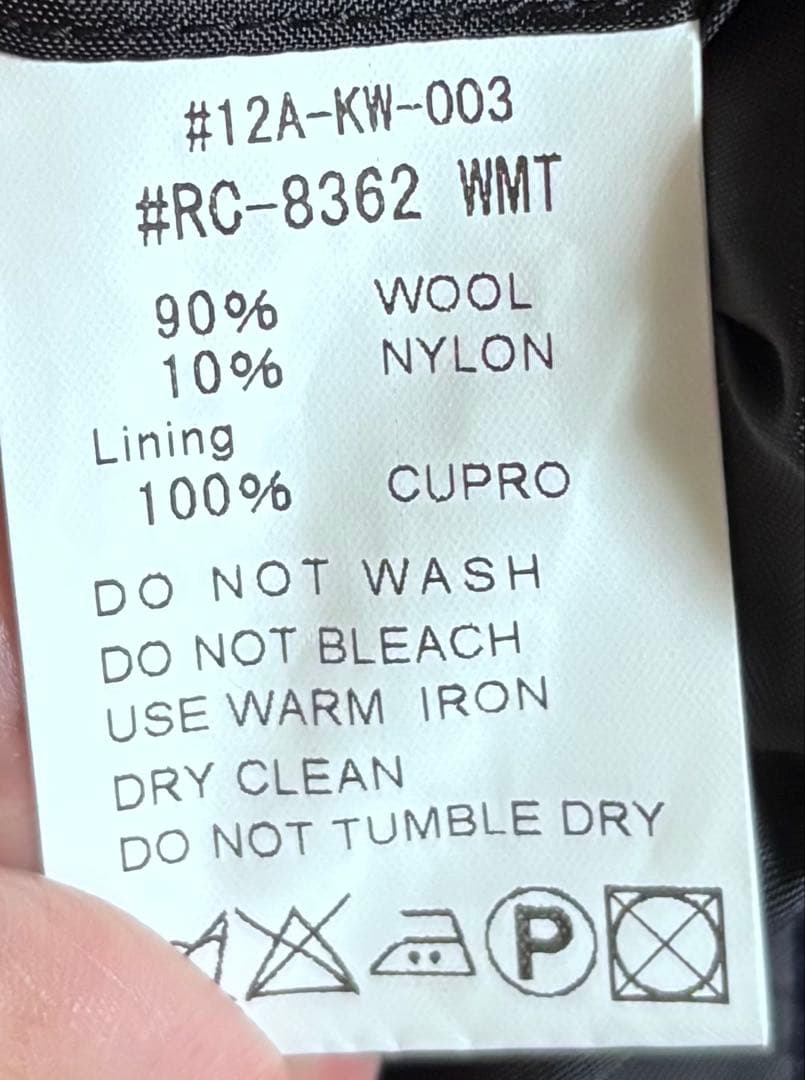 #12A-KW-003
#RC-8362 WMT
90% WOOL
10% NYLON
Lining
100% CUPRO
DO NOT WASH
DO NOT BLEACH
USE WARM IRON
DRY CLEAN
DO NOT TUMBLE DRY
P